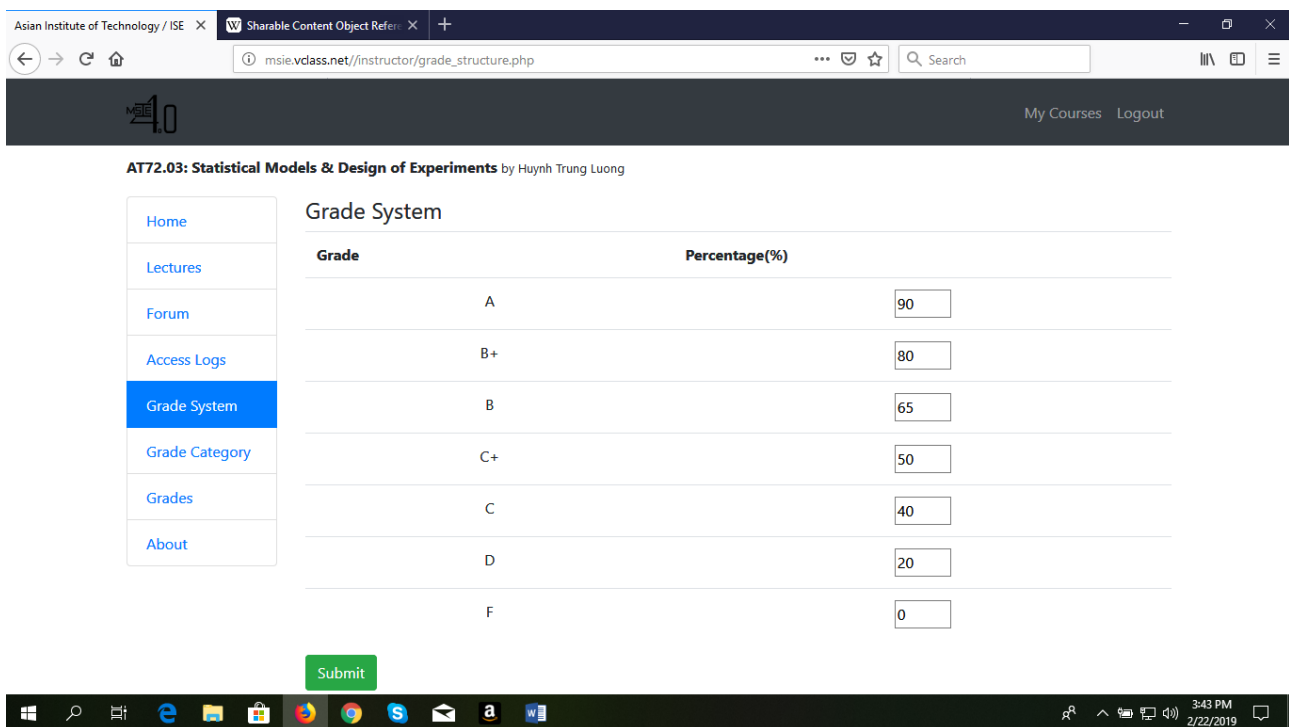 Asian Institute of Technology / ISE
Sharable Content Object Refere
msie.vclass.net//instructor/grade_structure.php
Search
MSIE 4.0
My Courses Logout
AT72.03: Statistical Models & Design of Experiments by Huynh Trung Luong
Home
Lectures
Forum
Access Logs
Grade System
Grade Category
Grades
About
Grade System
Grade Percentage(%)
A 90
B+ 80
B 65
C+ 50
C 40
D 20
F 0
Submit
3:43 PM
2/22/2019